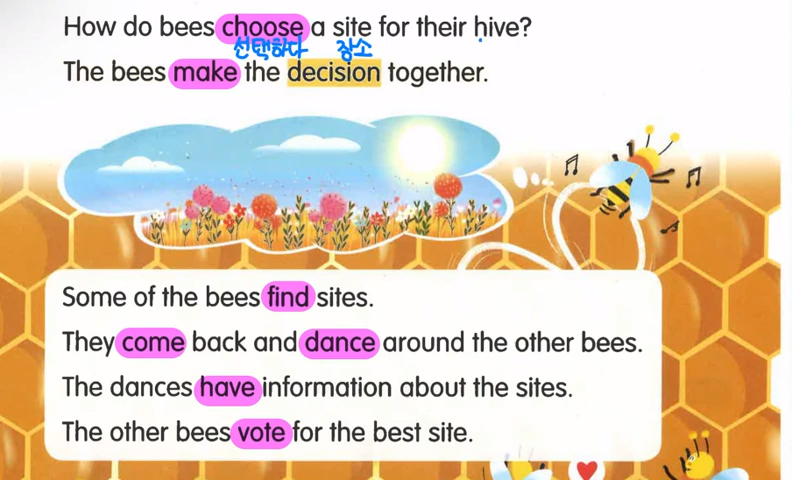 How do bees choose a site for their hive?
선택하다 장소
The bees make the decision together.
Some of the bees find sites.
They come back and dance around the other bees.
The dances have information about the sites.
The other bees vote for the best site.